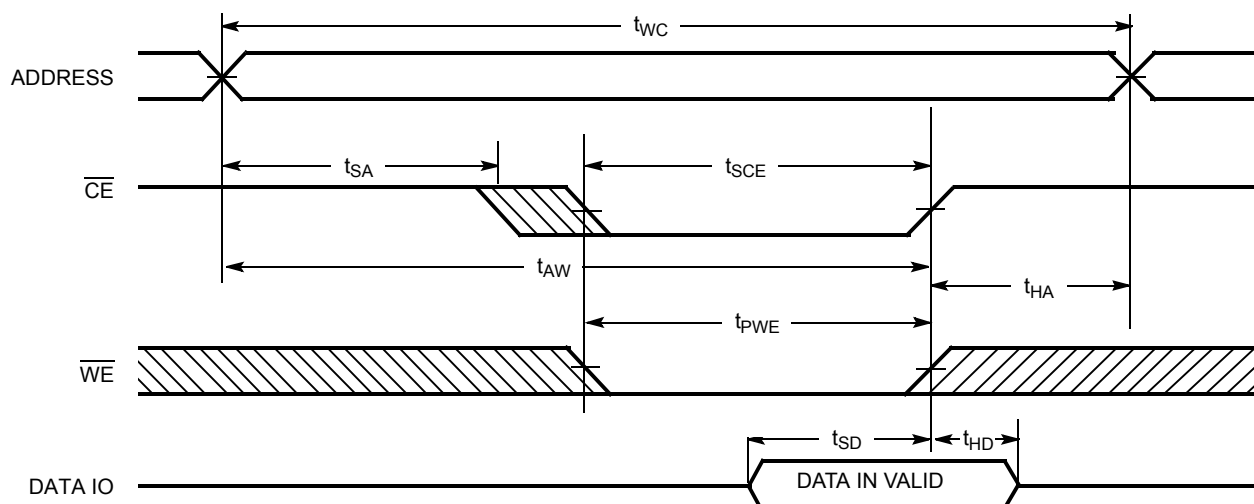 tWC
ADDRESS
tSA
tSCE
CE
tAW
tHA
tPWE
WE
tSD
tHD
DATA IO
DATA IN VALID